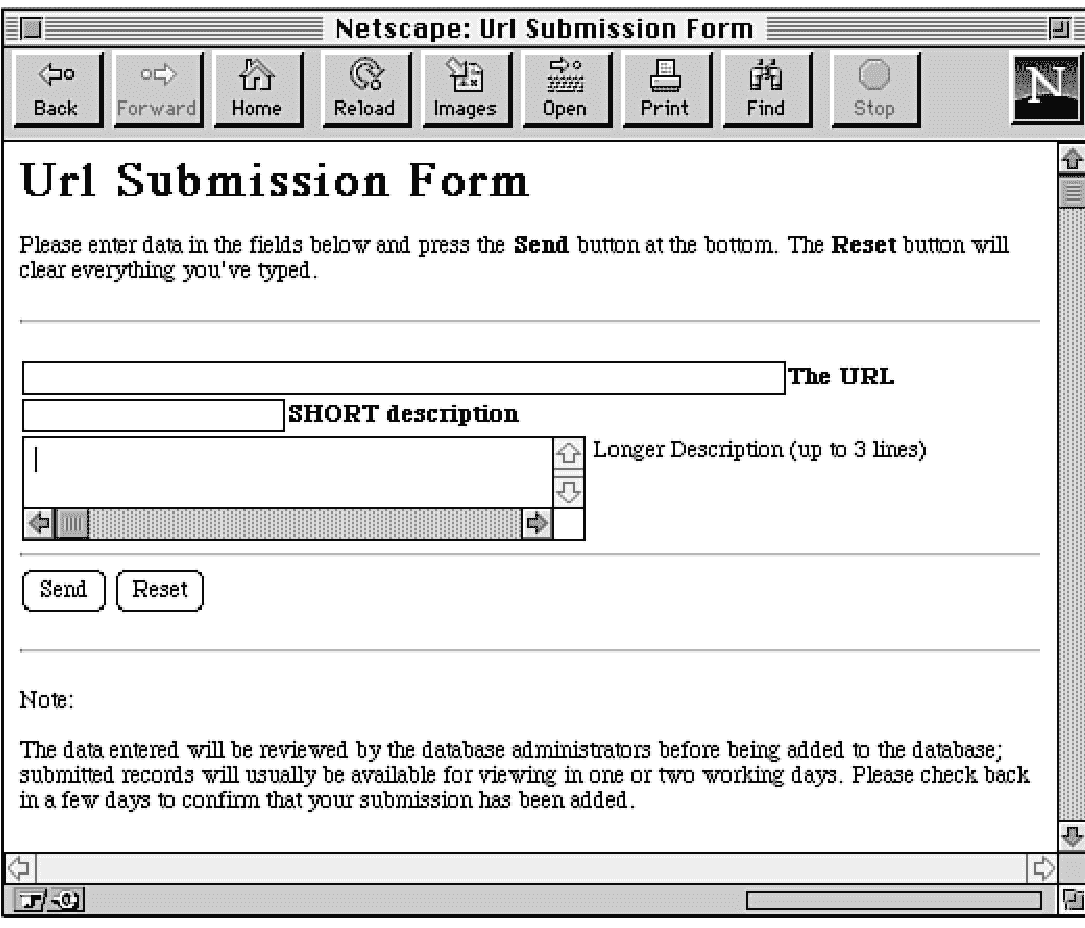 Netscape: Url Submission Form
Back Forward Home Reload Images Open Print Find Stop N
Url Submission Form
Please enter data in the fields below and press the Send button at the bottom. The Reset button will
clear everything you've typed.
The URL
SHORT description
Longer Description (up to 3 lines)
Send Reset
Note:
The data entered will be reviewed by the database administrators before being added to the database;
submitted records will usually be available for viewing in one or two working days. Please check back
in a few days to confirm that your submission has been added.